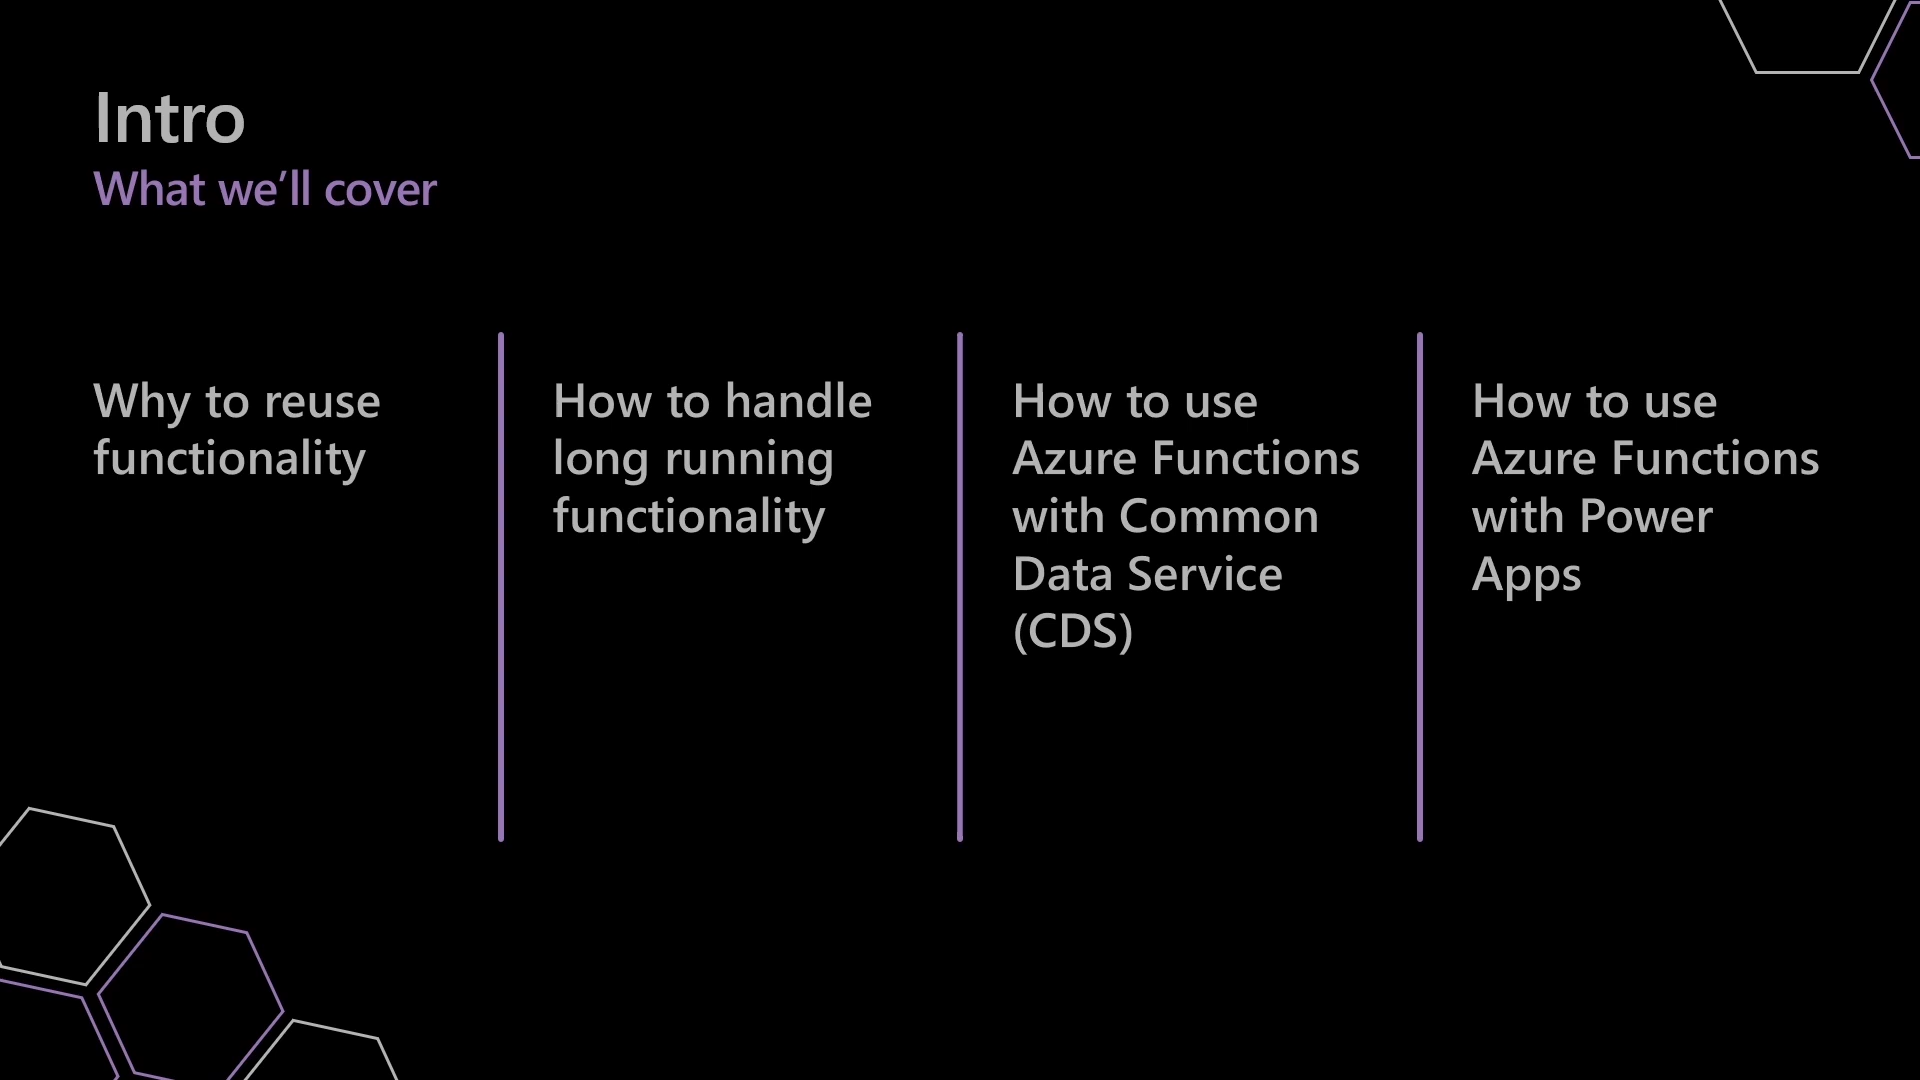 Intro
What we’ll cover
Why to reuse
functionality
How to handle
long running
functionality
How to use
Azure Functions
with Common
Data Service
(CDS)
How to use
Azure Functions
with Power
Apps